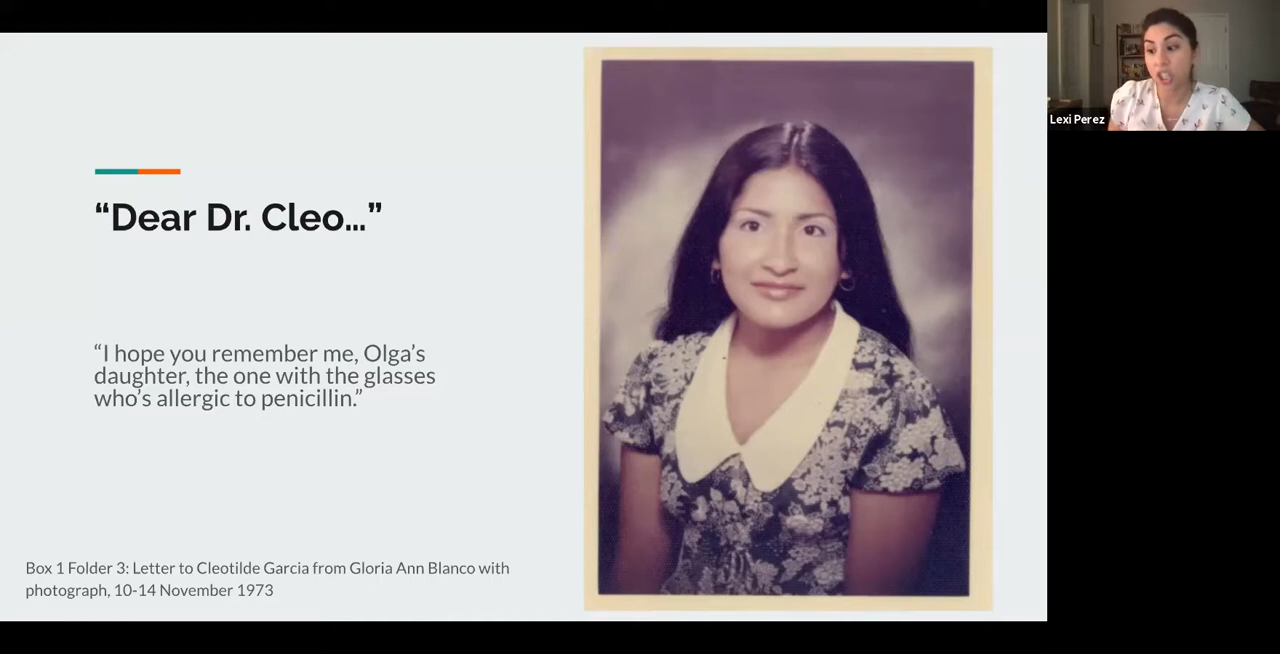 “Dear Dr. Cleo...”
“I hope you remember me, Olga’s
daughter, the one with the glasses
who’s allergic to penicillin.”
Box 1 Folder 3: Letter to Cleotilde Garcia from Gloria Ann Blanco with
photograph, 10-14 November 1973
Lexi Perez